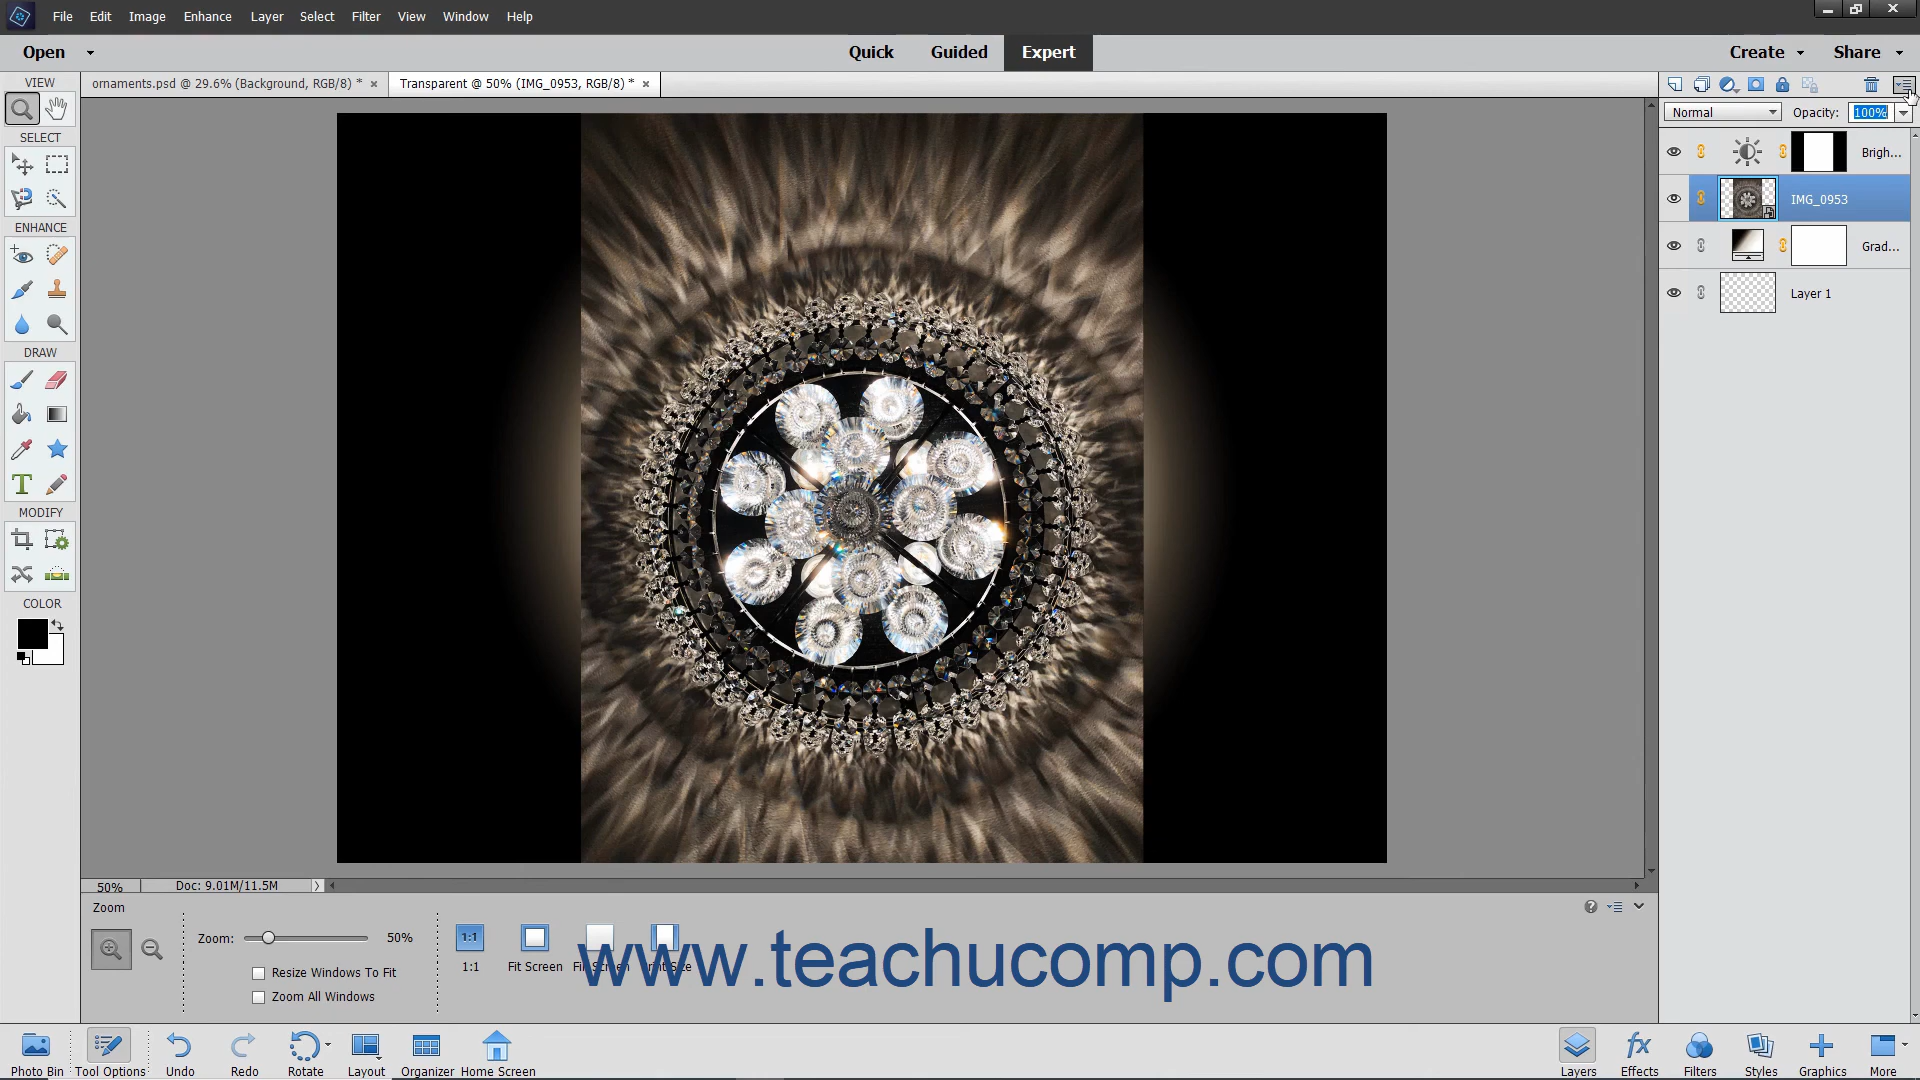 File Edit Image Enhance Layer Select Filter View Window Help
Open Quick Guided Expert Create Share
ornaments.psd @ 29.6% (Background, RGB/8) * × Transparent @ 50% (IMG_0953, RGB/8) * ×
VIEW
SELECT
ENHANCE
DRAW
MODIFY
COLOR
Normal Opacity: 100%
Brigh...
IMG_0953
Grad...
Layer 1
50% Doc: 9.01M/11.5M
Zoom
Zoom: 50%
Resize Windows To Fit
Zoom All Windows
1:1
1:1 Fit Screen Screen Print Size
www.teachucomp.com
Photo Bin Tool Options Undo Redo Rotate Layout Organizer Home Screen
fx
Layers Effects Filters Styles Graphics More